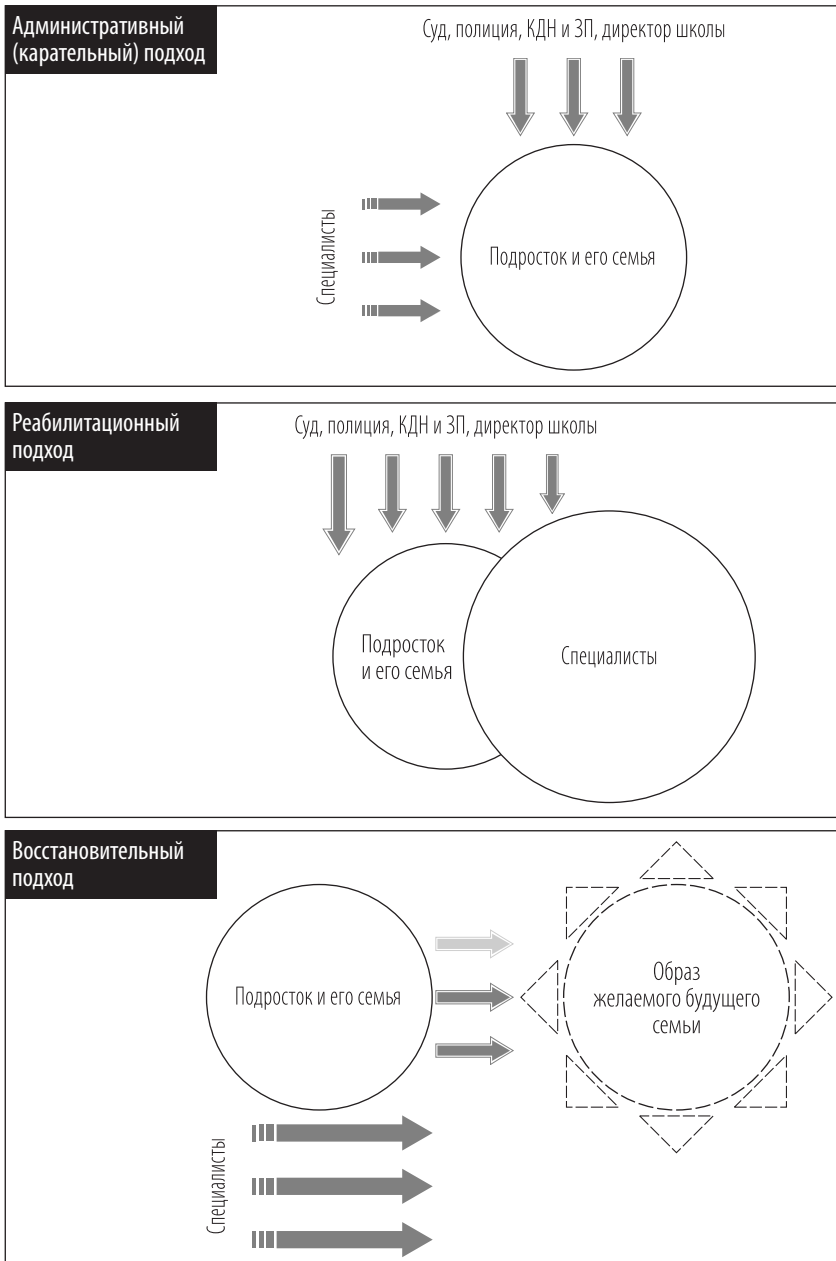 Административный
(карательный) подход
Суд, полиция, КДН и ЗП, директор школы
Специалисты
Подросток и его семья
Реабилитационный
подход
Суд, полиция, КДН и ЗП, директор школы
Подросток
и его семья
Специалисты
Восстановительный
подход
Подросток и его семья
Образ
желаемого будущего
семьи
Специалисты